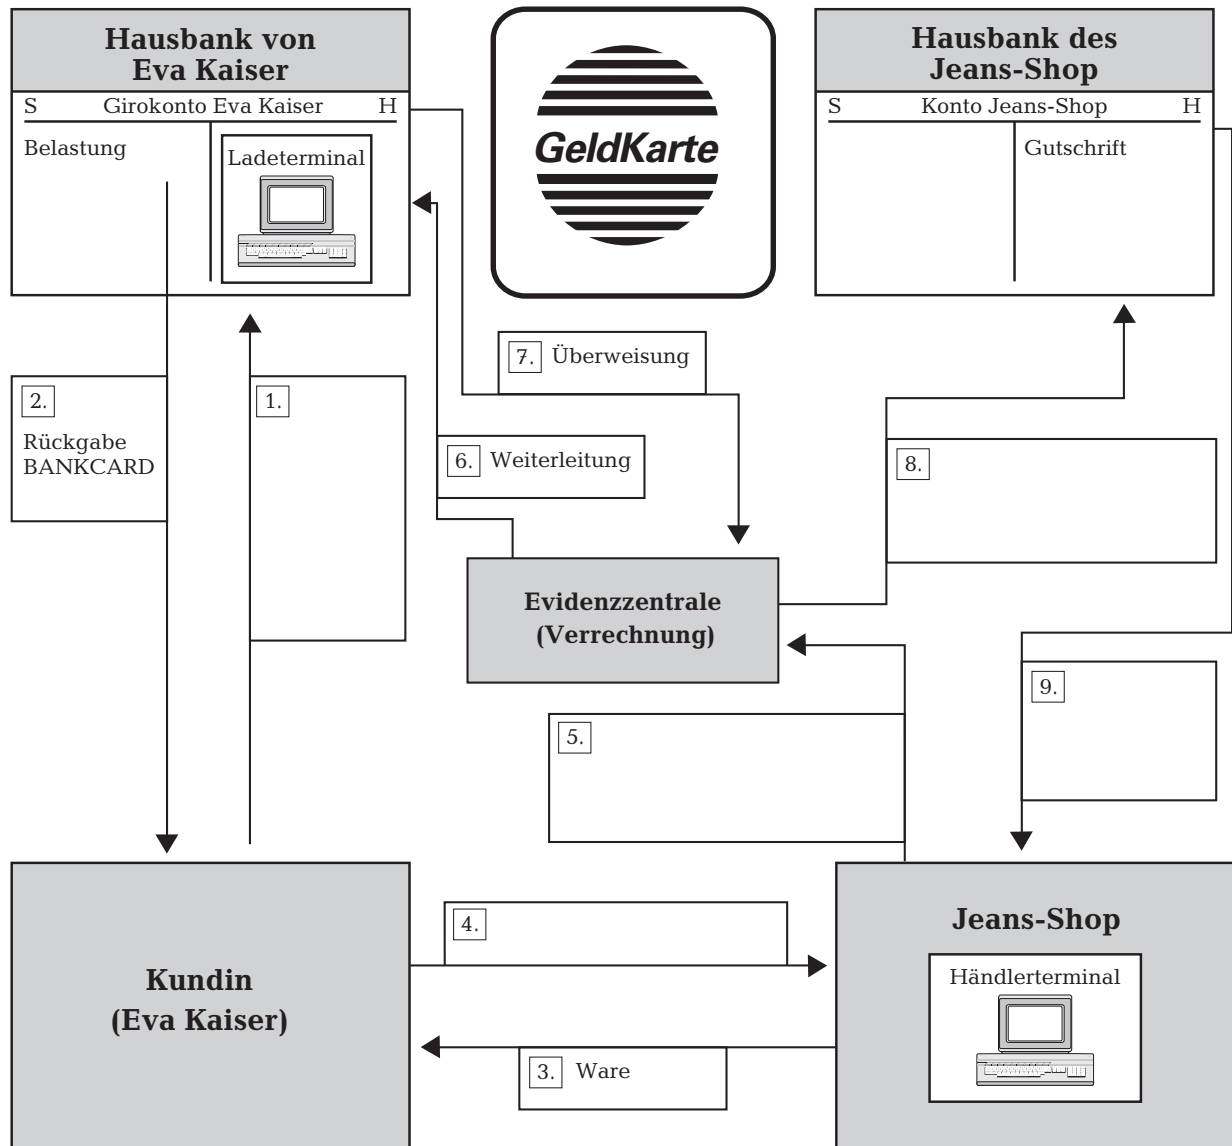 Hausbank von
Eva Kaiser
S Girokonto Eva Kaiser H
Belastung
Ladeterminal
GeldKarte
Hausbank des
Jeans-Shop
S Konto Jeans-Shop H
Gutschrift
7. Überweisung
2.
Rückgabe
BANKCARD
1.
6. Weiterleitung
8.
Evidenzzentrale
(Verrechnung)
9.
5.
4.
Kundin
(Eva Kaiser)
Jeans-Shop
Händlerterminal
3. Ware